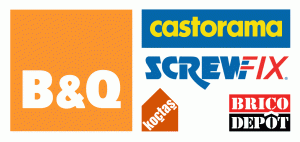 B&Q
castorama
SCREWFIX
koçtaş
BRICO
DEPÔT